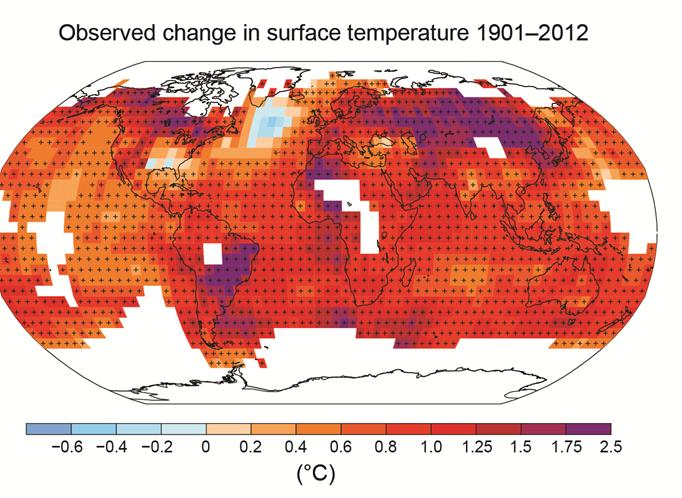 Observed change in surface temperature 1901–2012
−0.6 −0.4 −0.2 0 0.2 0.4 0.6 0.8 1.0 1.25 1.5 1.75 2.5
(°C)